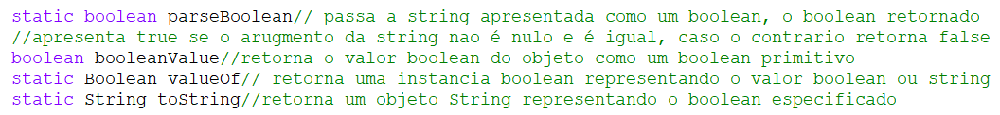 static boolean parseBoolean// passa a string apresentada como um boolean, o boolean retornado
//apresenta true se o arugmento da string nao é nulo e é igual, caso o contrario retorna false
boolean booleanValue//retorna o valor boolean do objeto como um boolean primitivo
static Boolean valueOf// retorna uma instancia boolean representando o valor boolean ou string
static String toString//retorna um objeto String representando o boolean especificado